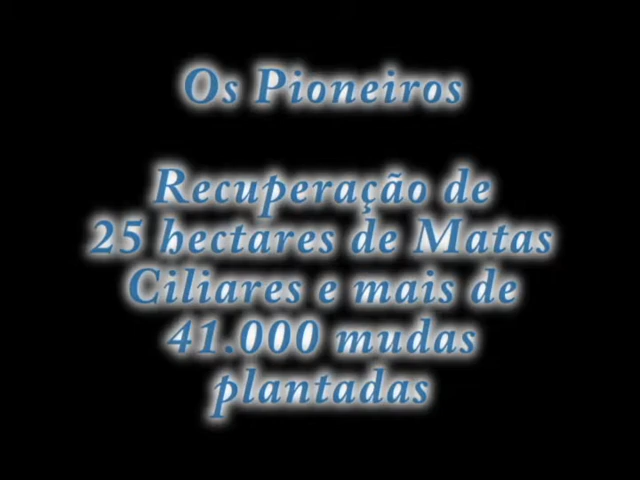 Os Pioneiros
Recuperação de
25 hectares de Matas
Ciliares e mais de
41.000 mudas
plantadas